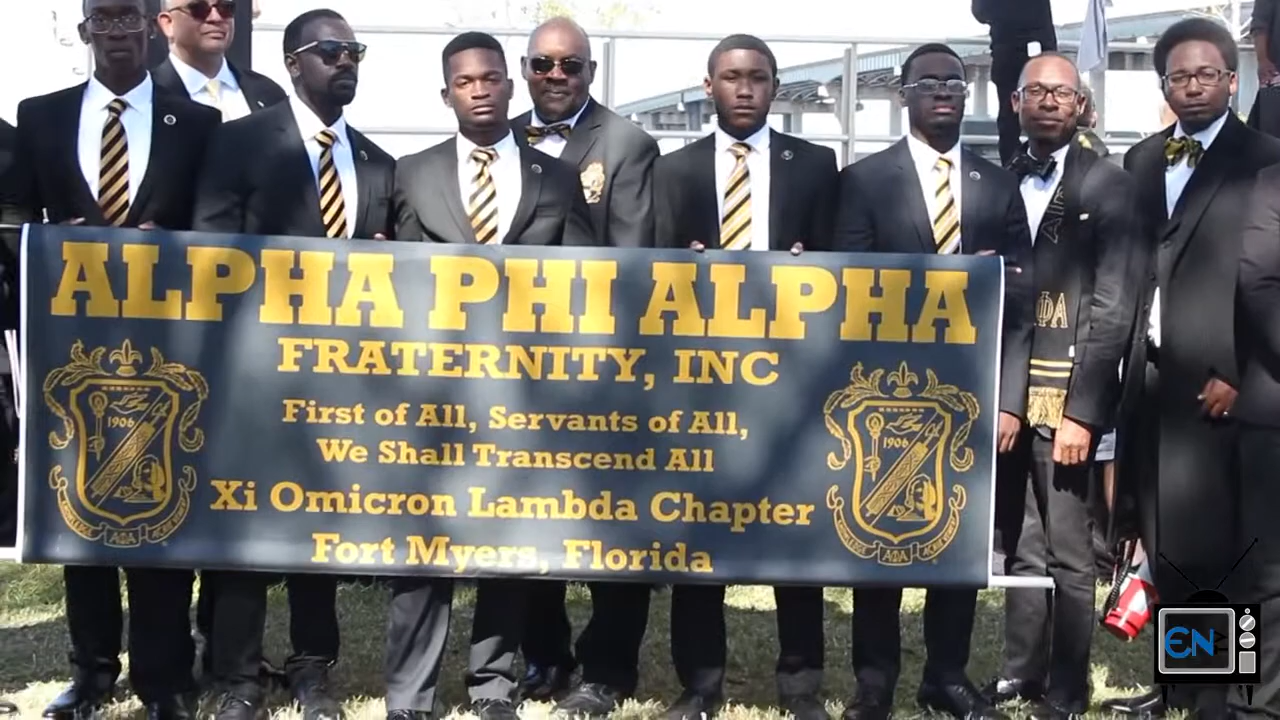 ALPHA PHI ALPHA
FRATERNITY, INC
First of All, Servants of All,
We Shall Transcend All
Xi Omicron Lambda Chapter
Fort Myers, Florida
1906
ΑΦΑ
1906
ΑΦΑ
ΦΑ
EN